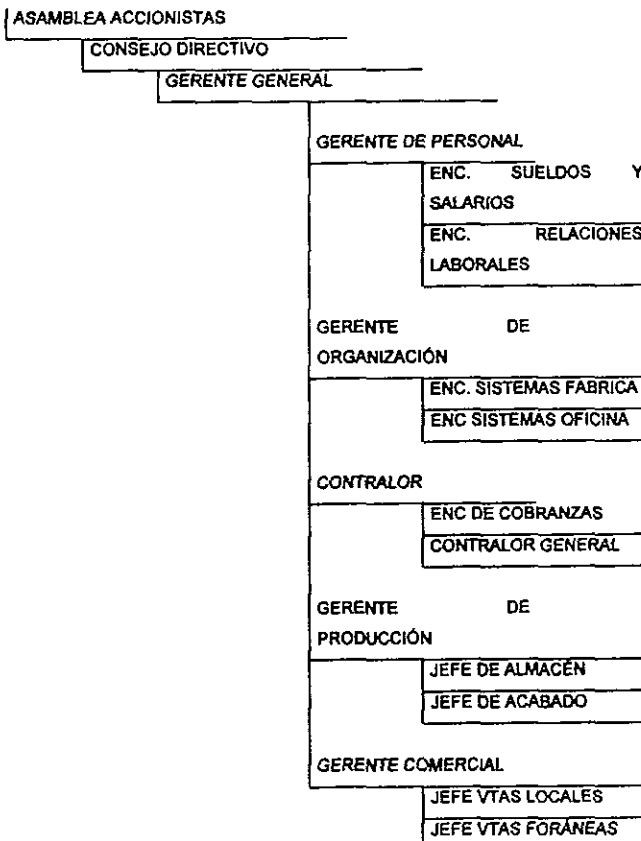 ASAMBLEA ACCIONISTAS
CONSEJO DIRECTIVO
GERENTE GENERAL
GERENTE DE PERSONAL
ENC. SUELDOS Y
SALARIOS
ENC. RELACIONES
LABORALES
GERENTE DE
ORGANIZACIÓN
ENC. SISTEMAS FABRICA
ENC SISTEMAS OFICINA
CONTRALOR
ENC DE COBRANZAS
CONTRALOR GENERAL
GERENTE DE
PRODUCCIÓN
JEFE DE ALMACÉN
JEFE DE ACABADO
GERENTE COMERCIAL
JEFE VTAS LOCALES
JEFE VTAS FORÁNEAS